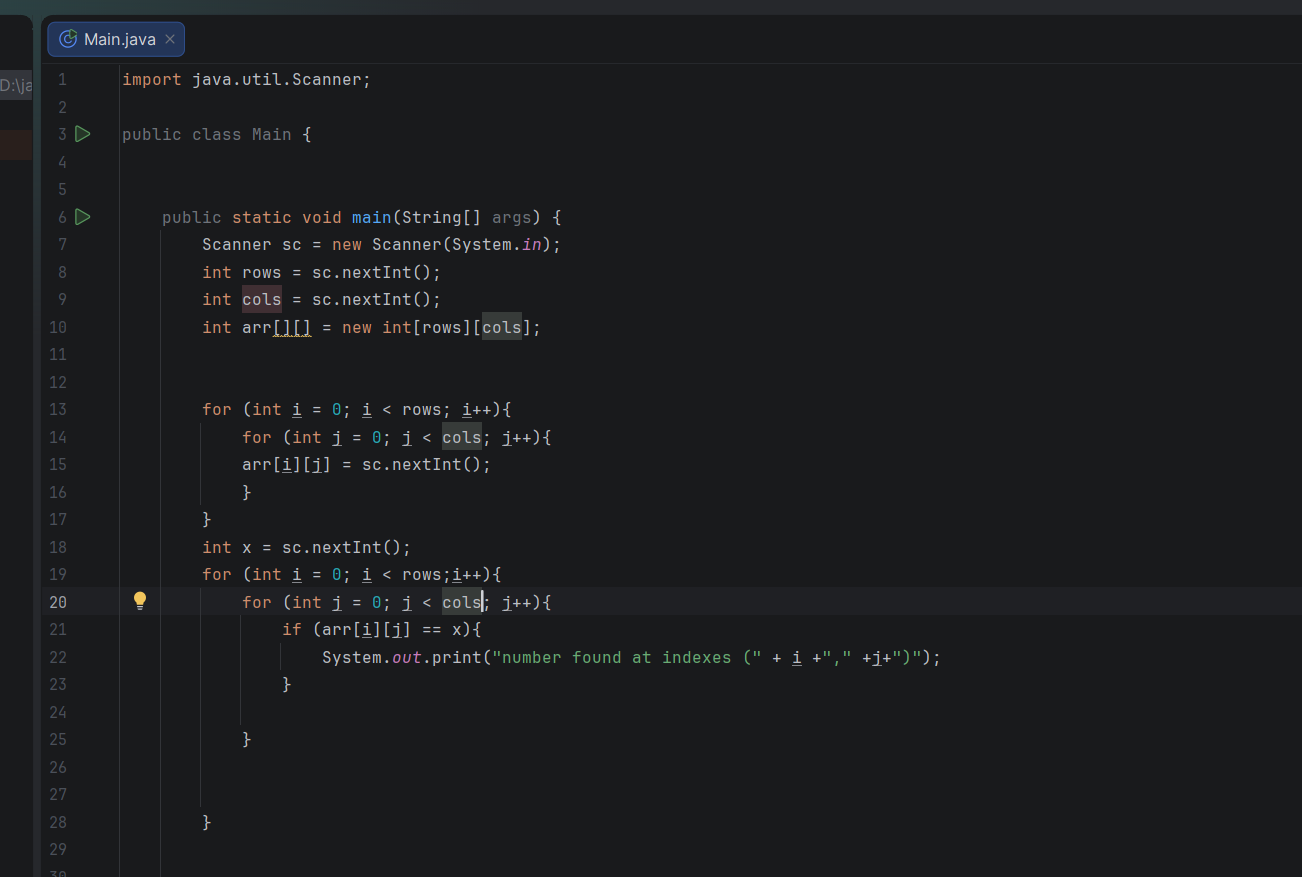 Main.java
D:\ja
1 import java.util.Scanner;
2
3 public class Main {
4
5
6 public static void main(String[] args) {
7 Scanner sc = new Scanner(System.in);
8 int rows = sc.nextInt();
9 int cols = sc.nextInt();
10 int arr[][] = new int[rows][cols];
11
12
13 for (int i = 0; i < rows; i++){
14 for (int j = 0; j < cols; j++){
15 arr[i][j] = sc.nextInt();
16 }
17 }
18 int x = sc.nextInt();
19 for (int i = 0; i < rows;i++){
20 for (int j = 0; j < cols; j++){
21 if (arr[i][j] == x){
22 System.out.print("number found at indexes (" + i +"," +j+")");
23 }
24
25 }
26
27
28 }
29
30